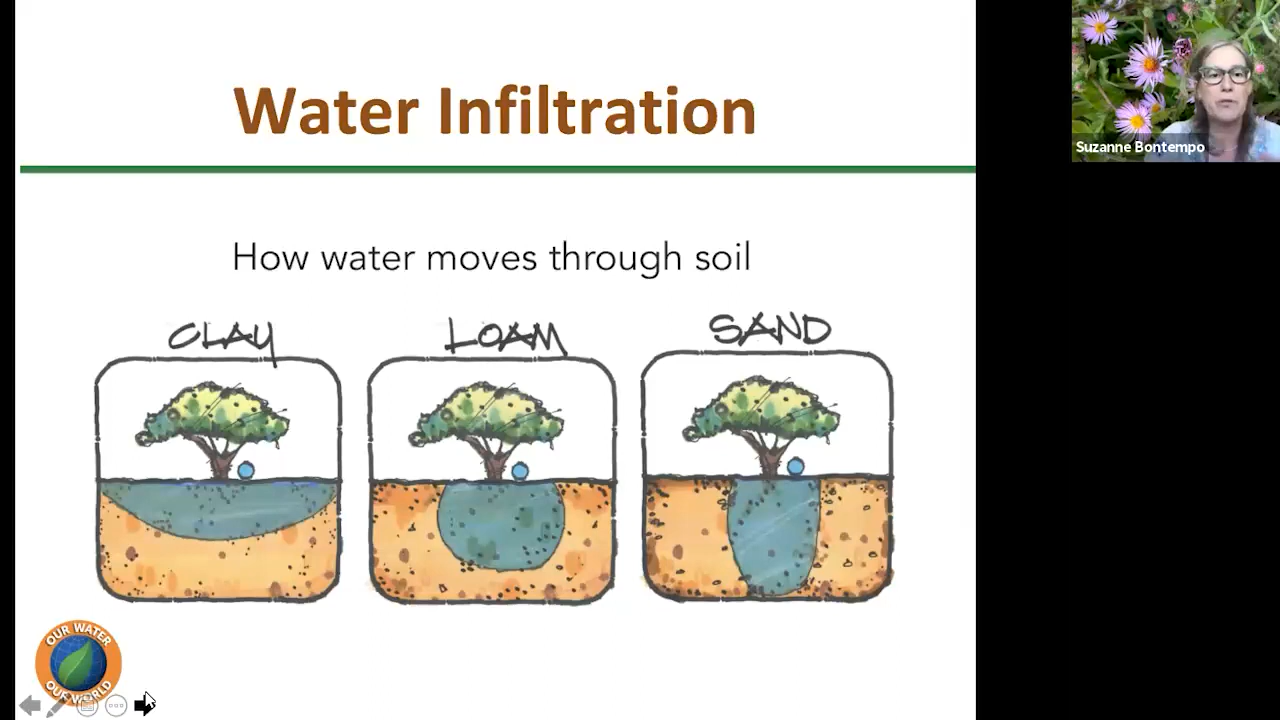 Water Infiltration
Suzanne Bontempo
How water moves through soil
CLAY
LOAM
SAND
OUR WATER
OUR WORLD